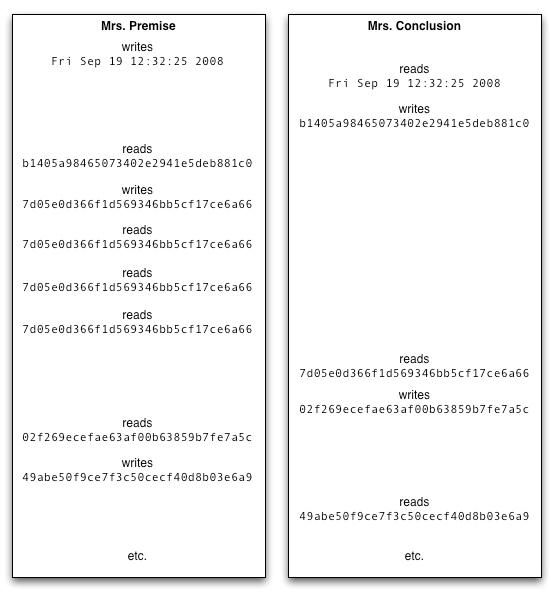 Mrs. Premise
writes
Fri Sep 19 12:32:25 2008
reads
b1405a98465073402e2941e5deb881c0
writes
7d05e0d366f1d569346bb5cf17ce6a66
reads
7d05e0d366f1d569346bb5cf17ce6a66
reads
7d05e0d366f1d569346bb5cf17ce6a66
reads
7d05e0d366f1d569346bb5cf17ce6a66
reads
02f269ecefae63af00b63859b7fe7a5c
writes
49abe50f9ce7f3c50cecf40d8b03e6a9
etc.
Mrs. Conclusion
reads
Fri Sep 19 12:32:25 2008
writes
b1405a98465073402e2941e5deb881c0
reads
7d05e0d366f1d569346bb5cf17ce6a66
writes
02f269ecefae63af00b63859b7fe7a5c
reads
49abe50f9ce7f3c50cecf40d8b03e6a9
etc.